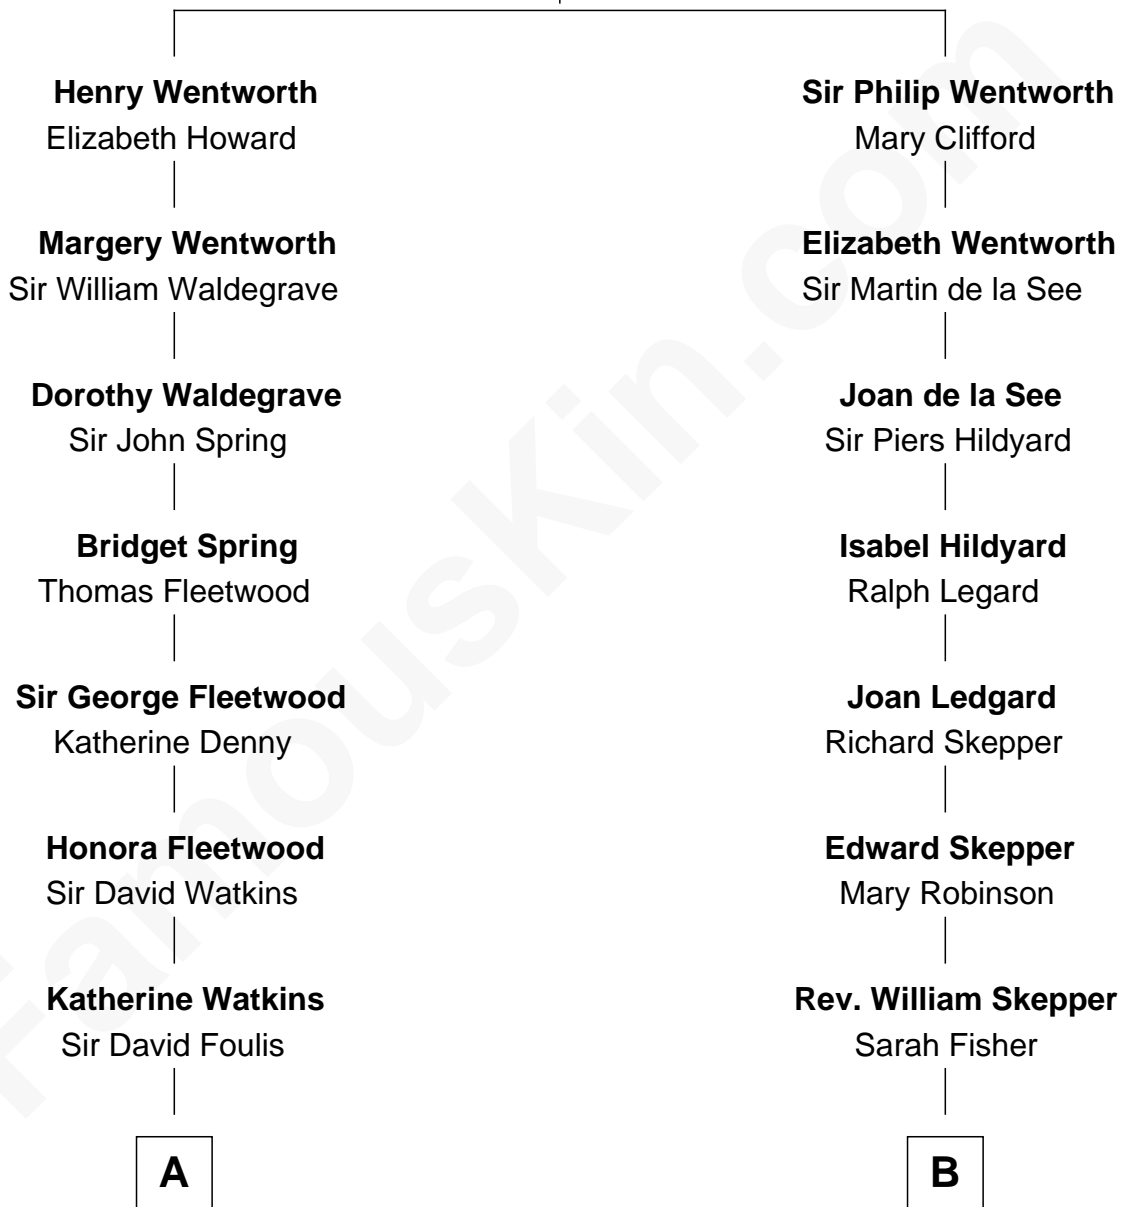 Henry Wentworth
Elizabeth Howard
Margery Wentworth
Sir William Waldegrave
Dorothy Waldegrave
Sir John Spring
Bridget Spring
Thomas Fleetwood
Sir George Fleetwood
Katherine Denny
Honora Fleetwood
Sir David Watkins
Katherine Watkins
Sir David Foulis
A
Sir Philip Wentworth
Mary Clifford
Elizabeth Wentworth
Sir Martin de la See
Joan de la See
Sir Piers Hildyard
Isabel Hildyard
Ralph Legard
Joan Ledgard
Richard Skepper
Edward Skepper
Mary Robinson
Rev. William Skepper
Sarah Fisher
B
FamousKin.com